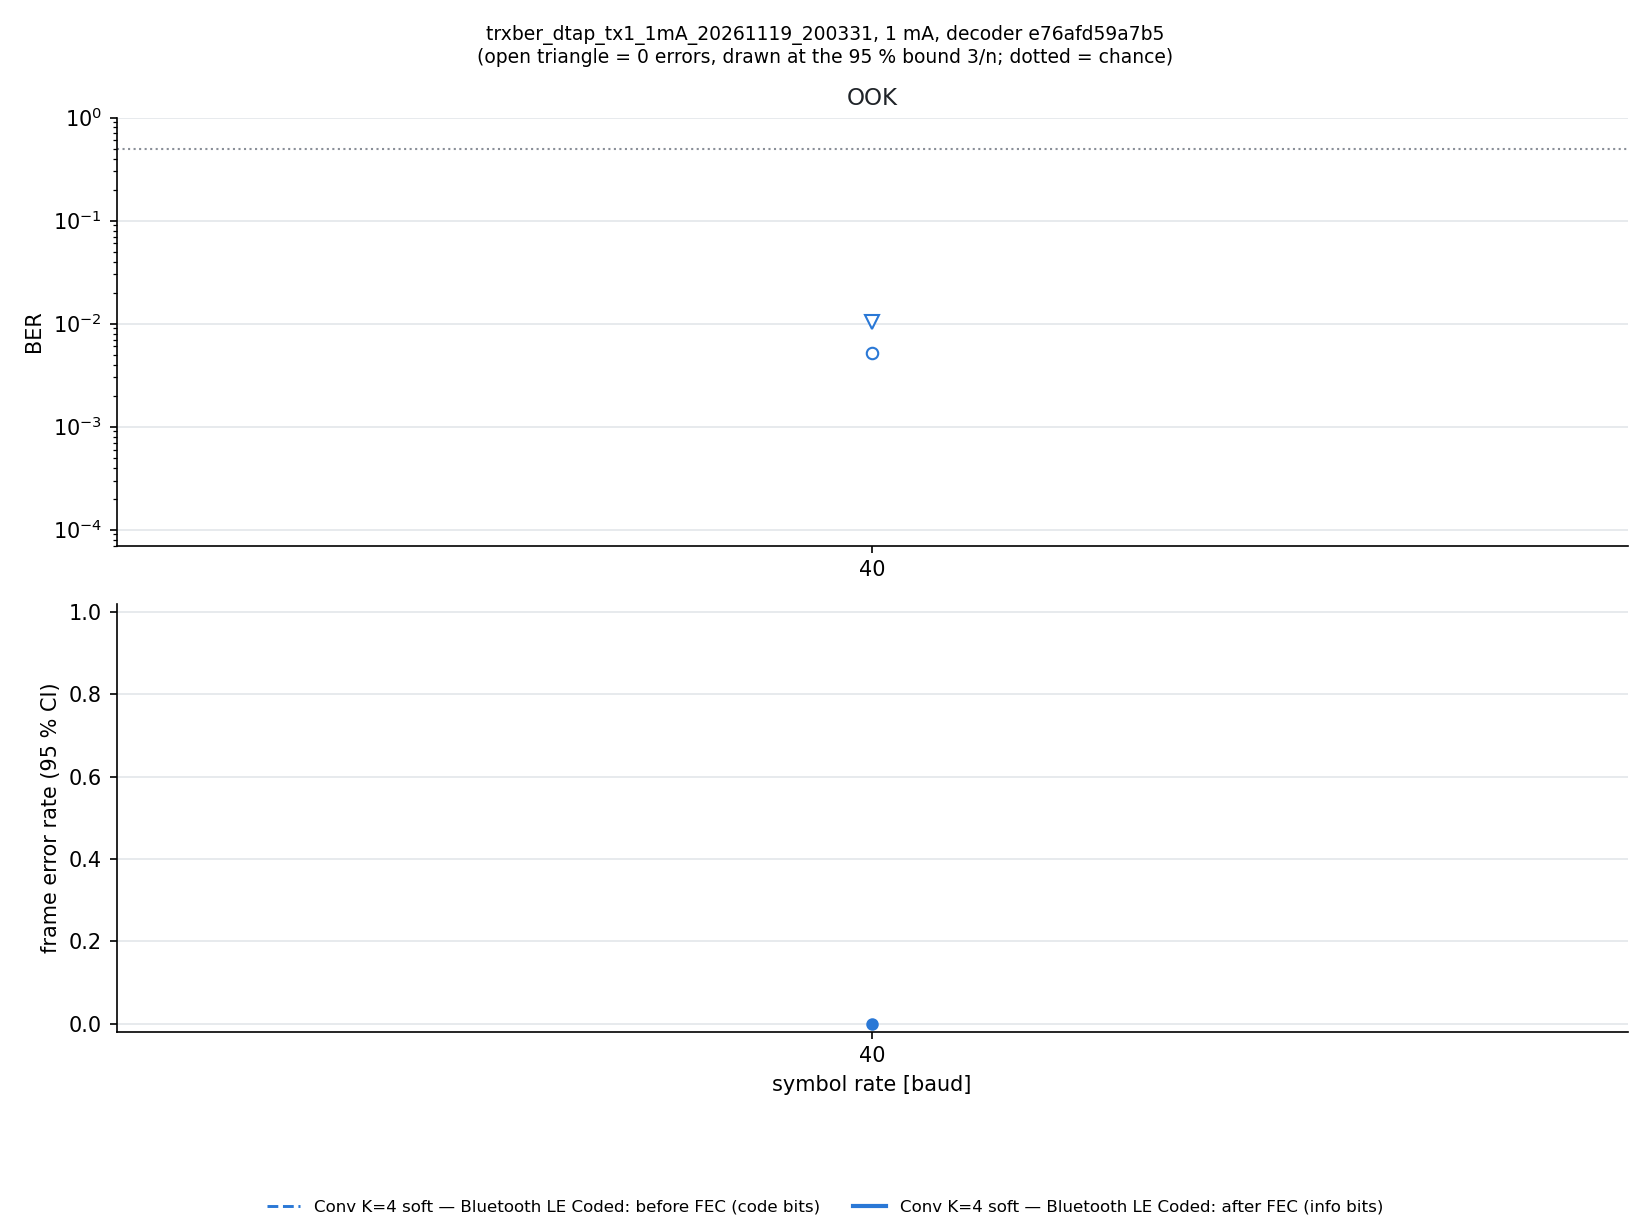 trxber_dtap_tx1_1mA_20261119_200331, 1 mA, decoder e76afd59a7b5
(open triangle = 0 errors, drawn at the 95 % bound 3/n; dotted = chance)
OOK
10⁰
10⁻¹
10⁻²
10⁻³
10⁻⁴
BER
40
1.0
0.8
0.6
0.4
0.2
0.0
frame error rate (95 % CI)
40
symbol rate [baud]
Conv K=4 soft — Bluetooth LE Coded: before FEC (code bits)
Conv K=4 soft — Bluetooth LE Coded: after FEC (info bits)